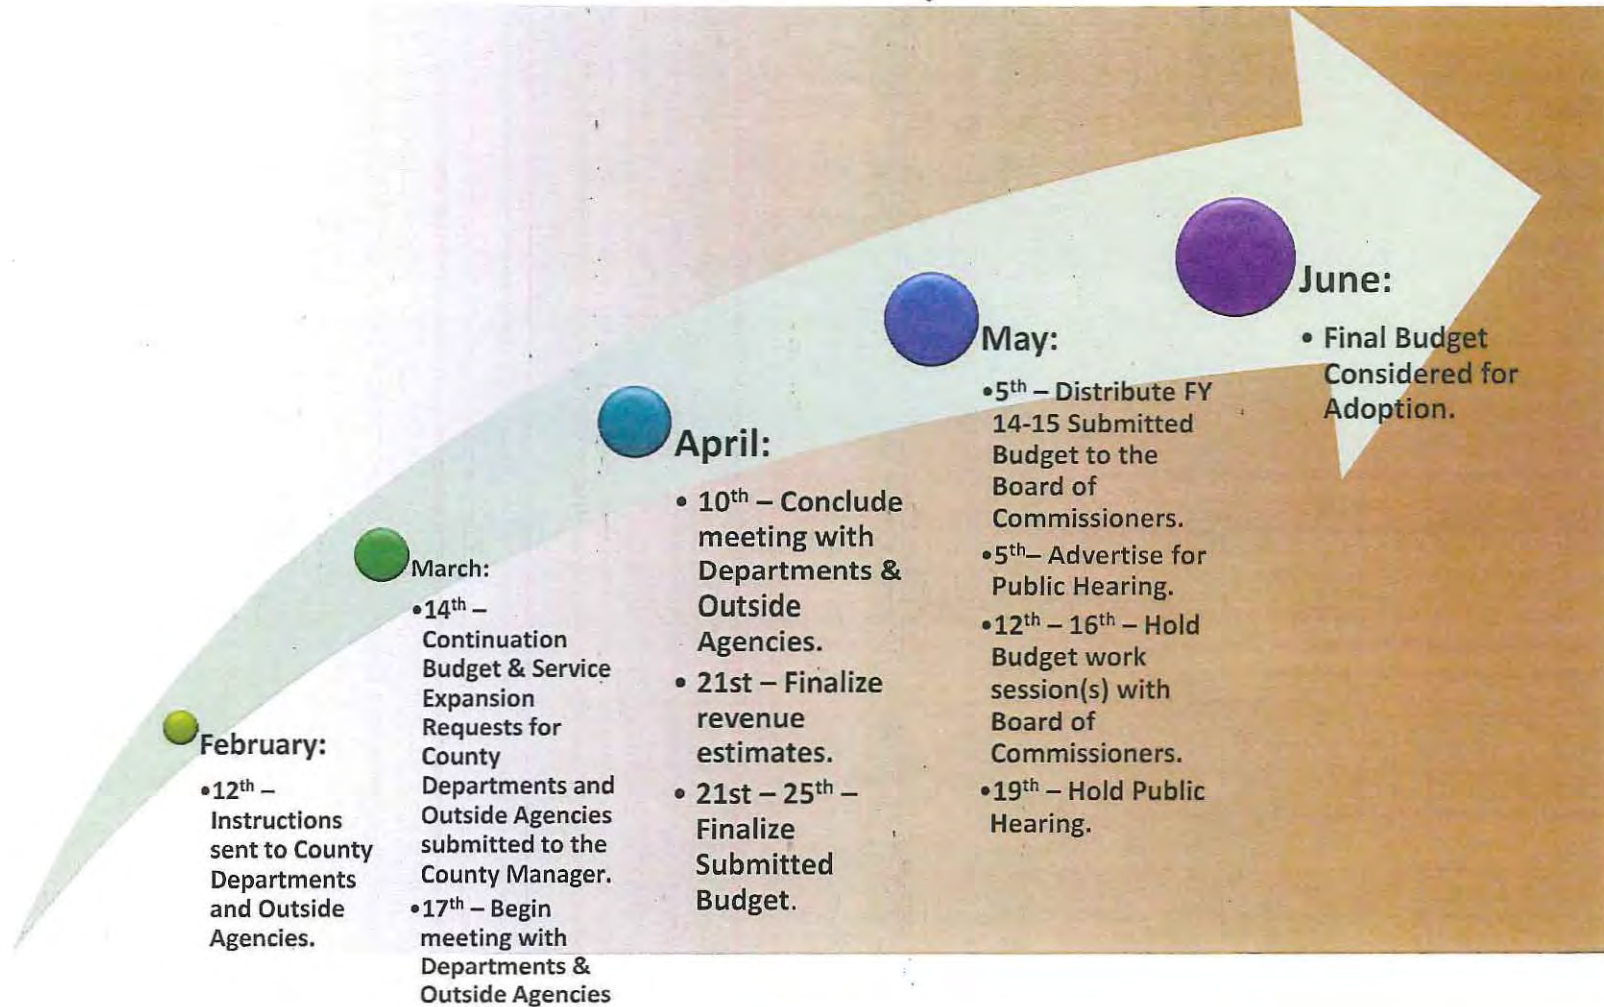 February:
•12th –
Instructions
sent to County
Departments
and Outside
Agencies.
March:
•14th –
Continuation
Budget & Service
Expansion
Requests for
County
Departments and
Outside Agencies
submitted to the
County Manager.
•17th – Begin
meeting with
Departments &
Outside Agencies
April:
• 10th – Conclude
meeting with
Departments &
Outside
Agencies.
• 21st – Finalize
revenue
estimates.
• 21st – 25th –
Finalize
Submitted
Budget.
May:
•5th – Distribute FY
14-15 Submitted
Budget to the
Board of
Commissioners.
•5th– Advertise for
Public Hearing.
•12th – 16th – Hold
Budget work
session(s) with
Board of
Commissioners.
•19th – Hold Public
Hearing.
June:
• Final Budget
Considered for
Adoption.